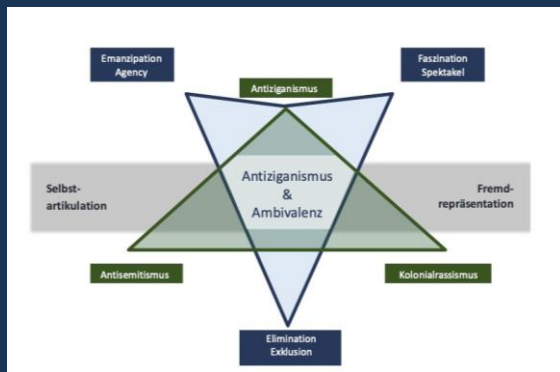 Emanzipation
Agency
Faszination
Spektakel
Antiziganismus
Selbst-
artikulation
Antiziganismus
&
Ambivalenz
Fremd-
repräsentation
Antisemitismus
Kolonialrassismus
Elimination
Exklusion